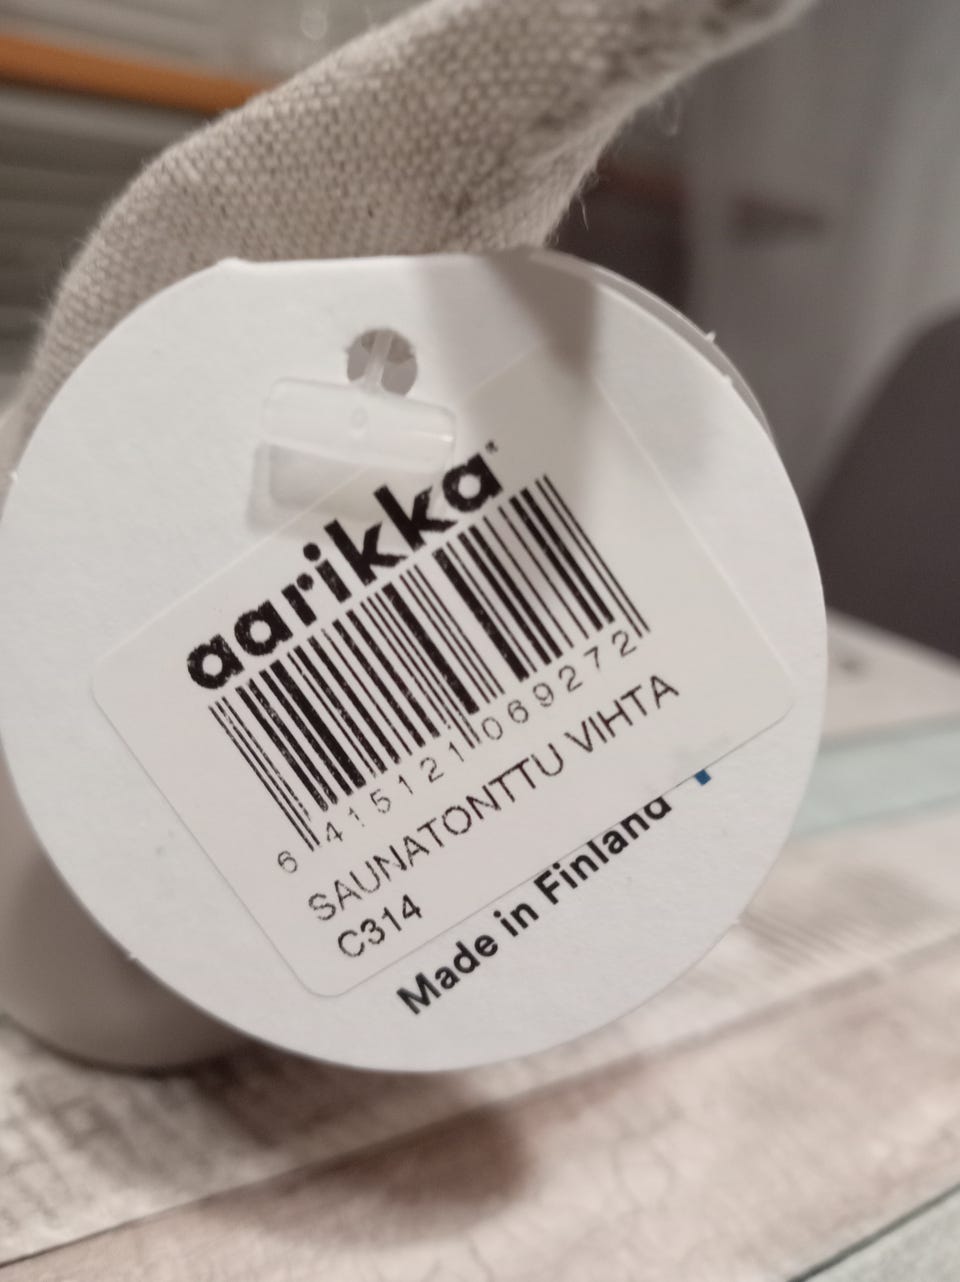 aarikka
6 415121 069272
SAUNATONTTU VIHTA
C314
Made in Finland